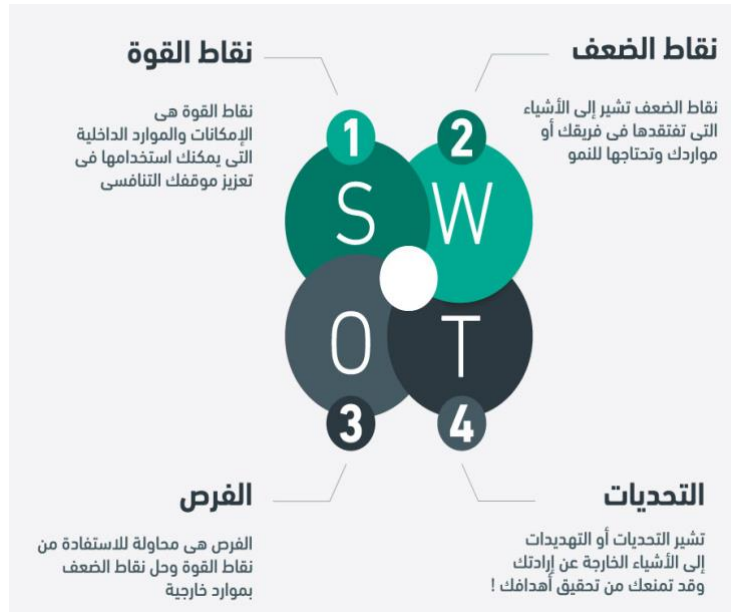 نقاط القوة
نقاط القوة هى
الإمكانات والموارد الداخلية
التى يمكنك استخدامها فى
تعزيز موقفك التنافسى
1
S
نقاط الضعف
نقاط الضعف تشير إلى الأشياء
التى تفتقدها فى فريقك أو
مواردك وتحتاجها للنمو
2
W
الفرص
الفرص هى محاولة للاستفادة من
نقاط القوة وحل نقاط الضعف
بموارد خارجية
O
3
التحديات
تشير التحديات أو التهديدات
إلى الأشياء الخارجة عن إرادتك
وقد تمنعك من تحقيق أهدافك !
T
4